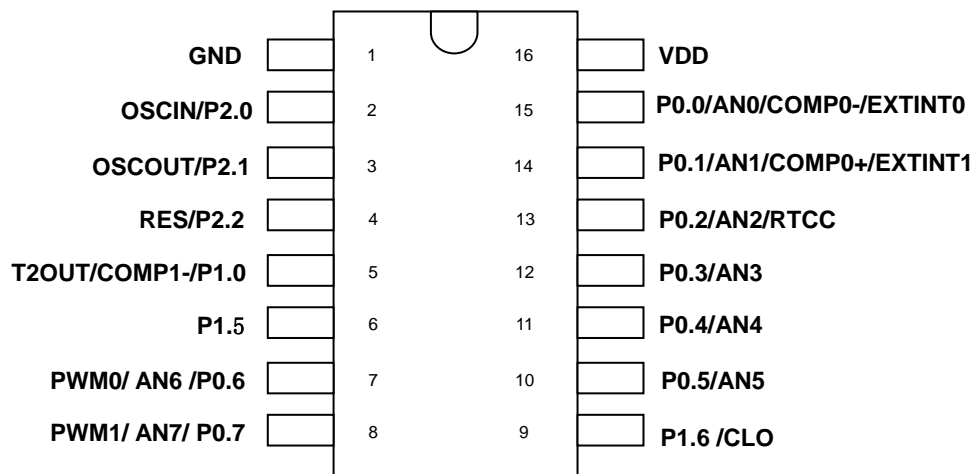 GND 1 16 VDD
OSCIN/P2.0 2 15 P0.0/AN0/COMP0-/EXTINT0
OSCOUT/P2.1 3 14 P0.1/AN1/COMP0+/EXTINT1
RES/P2.2 4 13 P0.2/AN2/RTCC
T2OUT/COMP1-/P1.0 5 12 P0.3/AN3
P1.5 6 11 P0.4/AN4
PWM0/ AN6 /P0.6 7 10 P0.5/AN5
PWM1/ AN7/ P0.7 8 9 P1.6 /CLO